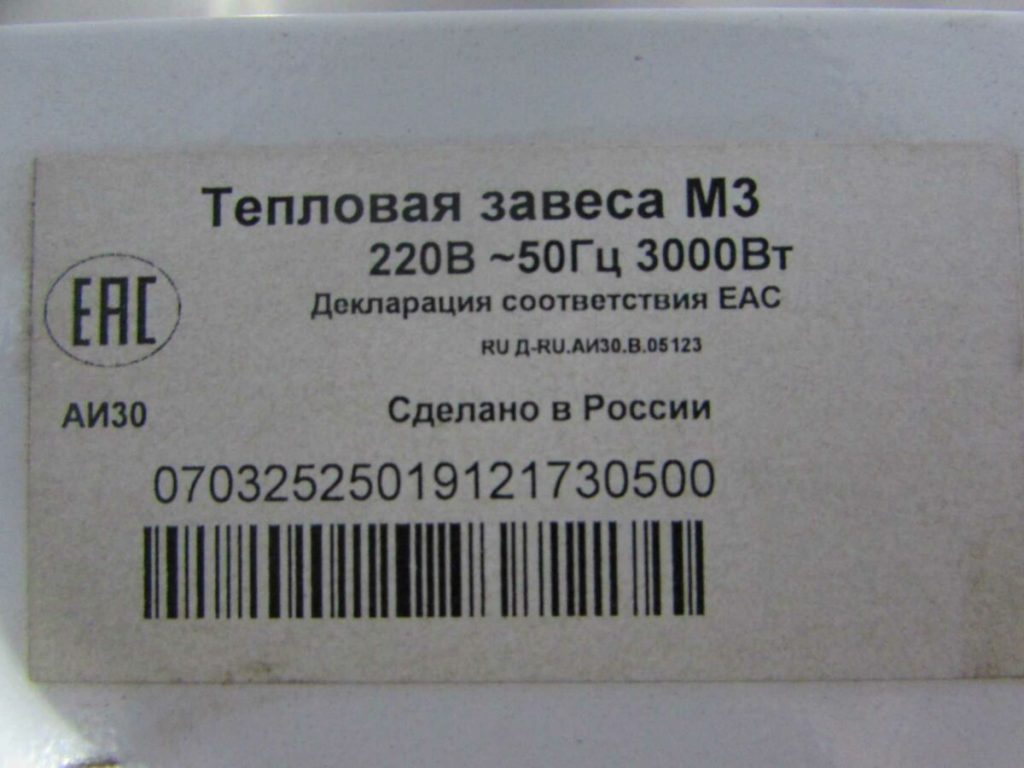 Тепловая завеса М3
220В ~50Гц 3000Вт
Декларация соответствия ЕАС
RU Д-RU.АИ30.В.05123
ЕАС
АИ30
Сделано в России
07032525019121730500